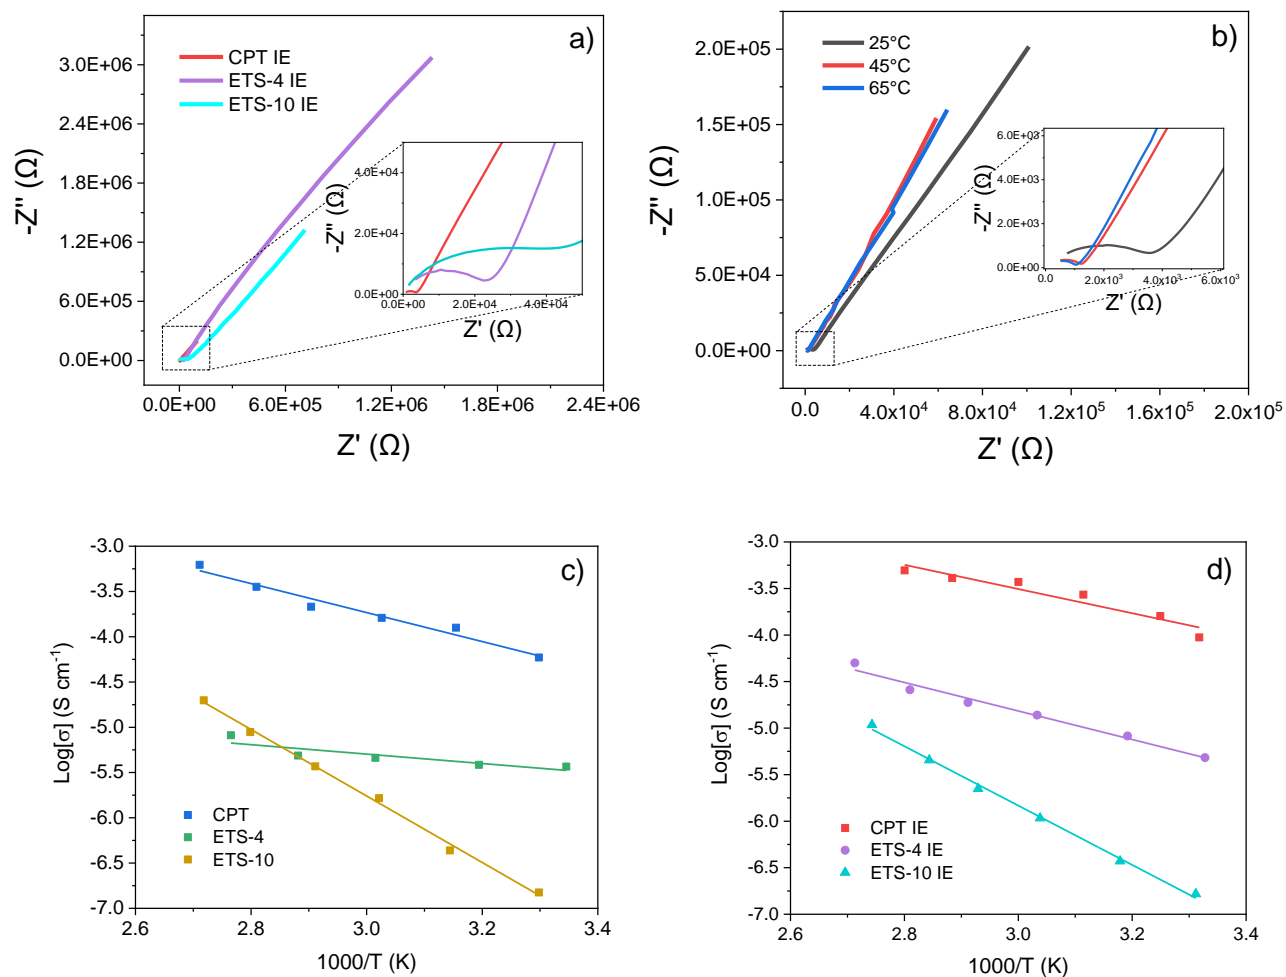 a)
CPT IE
ETS-4 IE
ETS-10 IE
3.0E+06
2.4E+06
1.8E+06
1.2E+06
6.0E+05
0.0E+00
-Z'' (Ω)
0.0E+00 6.0E+05 1.2E+06 1.8E+06 2.4E+06
Z' (Ω)
4.0E+04
2.0E+04
0.0E+00
-Z'' (Ω)
0.0E+00 2.0E+04 4.0E+04
Z' (Ω)
b)
25°C
45°C
65°C
2.0E+05
1.5E+05
1.0E+05
5.0E+04
0.0E+00
-Z'' (Ω)
0.0 4.0x10⁴ 8.0x10⁴ 1.2x10⁵ 1.6x10⁵ 2.0x10⁵
Z' (Ω)
6.0E+03
4.0E+03
2.0E+03
0.0E+00
-Z'' (Ω)
0.0 2.0x10³ 4.0x10³ 6.0x10³
Z' (Ω)
c)
-3.0
-3.5
-4.0
-4.5
-5.0
-5.5
-6.0
-6.5
-7.0
Log[σ] (S cm⁻¹)
CPT
ETS-4
ETS-10
2.6 2.8 3.0 3.2 3.4
1000/T (K)
d)
-3.0
-3.5
-4.0
-4.5
-5.0
-5.5
-6.0
-6.5
-7.0
Log[σ] (S cm⁻¹)
CPT IE
ETS-4 IE
ETS-10 IE
2.6 2.8 3.0 3.2 3.4
1000/T (K)